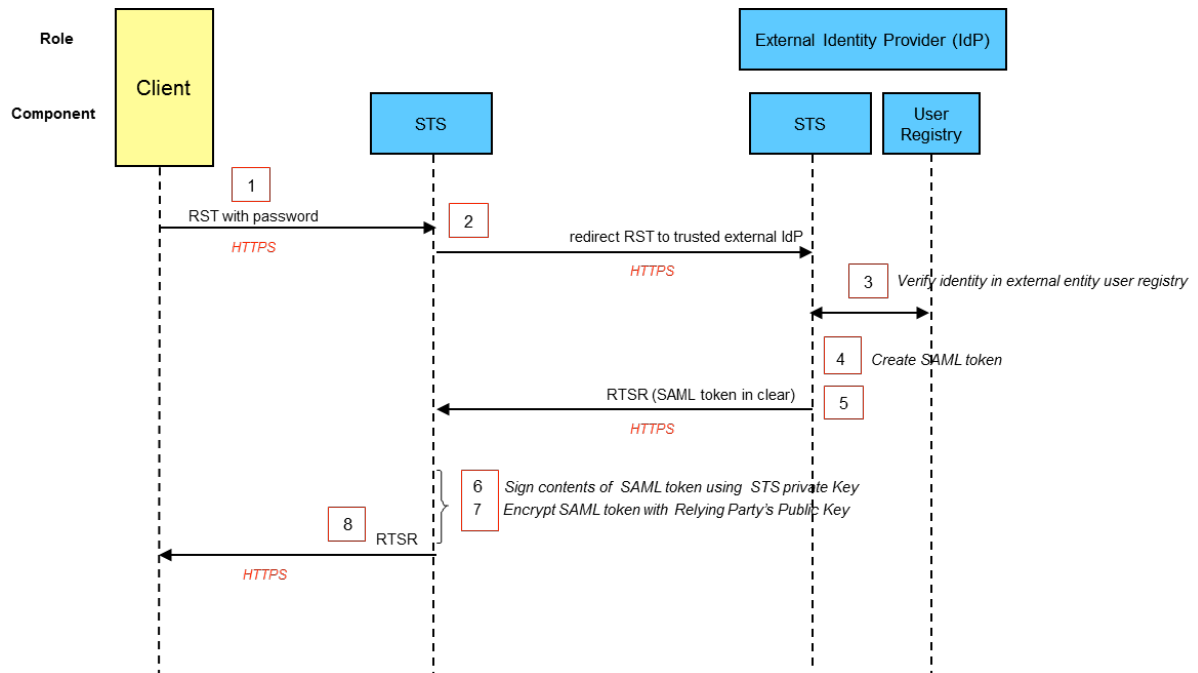 Role
Client
External Identity Provider (IdP)
Component
STS
STS
User
Registry
1
RST with password
HTTPS
2
redirect RST to trusted external IdP
HTTPS
3
Verify identity in external entity user registry
4
Create SAML token
RTSR (SAML token in clear)
5
HTTPS
6 Sign contents of SAML token using STS private Key
7 Encrypt SAML token with Relying Party's Public Key
8
RTSR
HTTPS